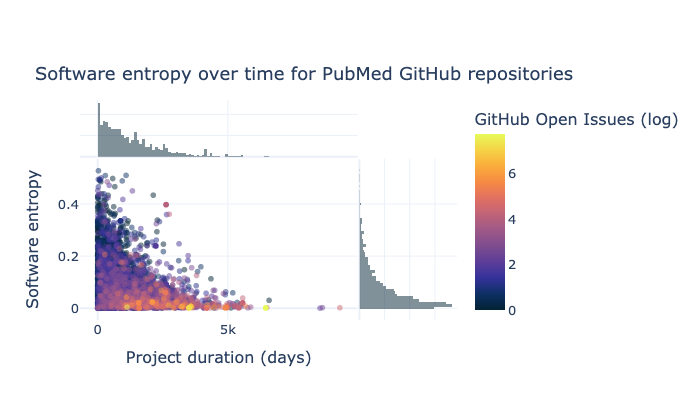 Software entropy over time for PubMed GitHub repositories
GitHub Open Issues (log)
Software entropy
0.4
0.2
0
0
5k
Project duration (days)
6
4
2
0